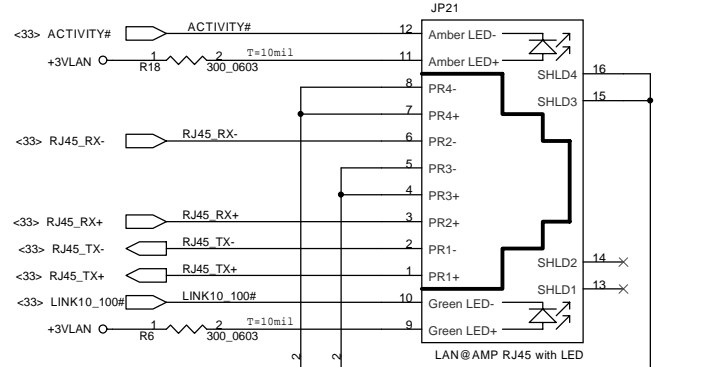 JP21
<33> ACTIVITY# ACTIVITY# 12 Amber LED-
+3VLAN 1 R18 2 300_0603 T=10mil 11 Amber LED+
SHLD4 16
8 PR4-
SHLD3 15
7 PR4+
<33> RJ45_RX- RJ45_RX- 6 PR2-
5 PR3-
4 PR3+
<33> RJ45_RX+ RJ45_RX+ 3 PR2+
<33> RJ45_TX- RJ45_TX- 2 PR1-
SHLD2 14
<33> RJ45_TX+ RJ45_TX+ 1 PR1+
SHLD1 13
<33> LINK10_100# LINK10_100# 10 Green LED-
+3VLAN 1 R6 2 300_0603 T=10mil 9 Green LED+
2 2
LAN@AMP RJ45 with LED